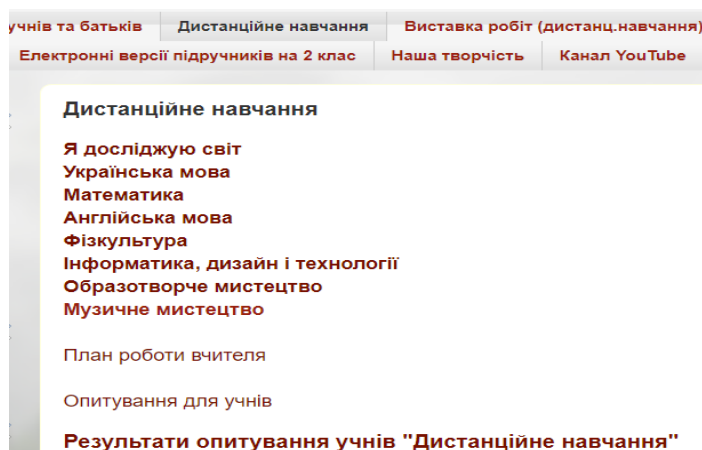 учнів та батьків Дистанційне навчання Виставка робіт (дистанц.навчання)
Електронні версії підручників на 2 клас Наша творчість Канал YouTube
Дистанційне навчання
Я досліджую світ
Українська мова
Математика
Англійська мова
Фізкультура
Інформатика, дизайн і технології
Образотворче мистецтво
Музичне мистецтво
План роботи вчителя
Опитування для учнів
Результати опитування учнів "Дистанційне навчання"